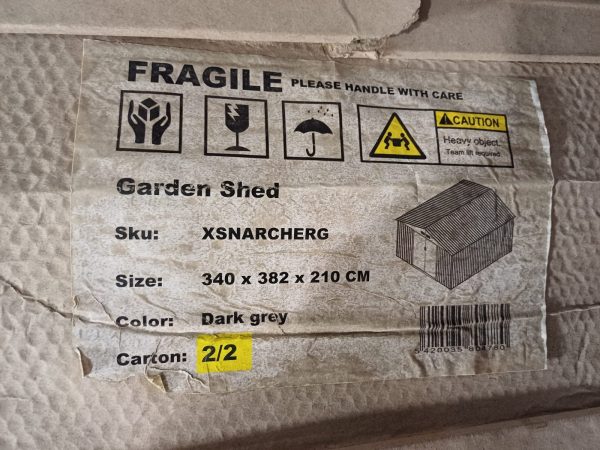 FRAGILE PLEASE HANDLE WITH CARE
CAUTION
Heavy object.
Team lift required
Garden Shed
Sku: XSNARCHERG
Size: 340 x 382 x 210 CM
Color: Dark grey
Carton: 2/2